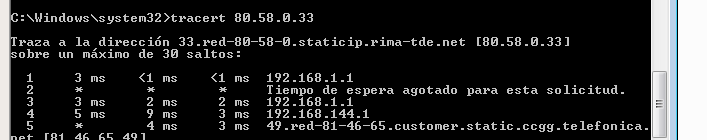 C:\Windows\system32>tracert 80.58.0.33
Traza a la dirección 33.red-80-58-0.staticip.rima-tde.net [80.58.0.33]
sobre un máximo de 30 saltos:
1 3 ms <1 ms <1 ms 192.168.1.1
2 * * * Tiempo de espera agotado para esta solicitud.
3 3 ms 2 ms 2 ms 192.168.1.1
4 5 ms 9 ms 3 ms 192.168.144.1
5 * 4 ms 3 ms 49.red-81-46-65.customer.static.ccgg.telefonica.
net [81.46.65.49]